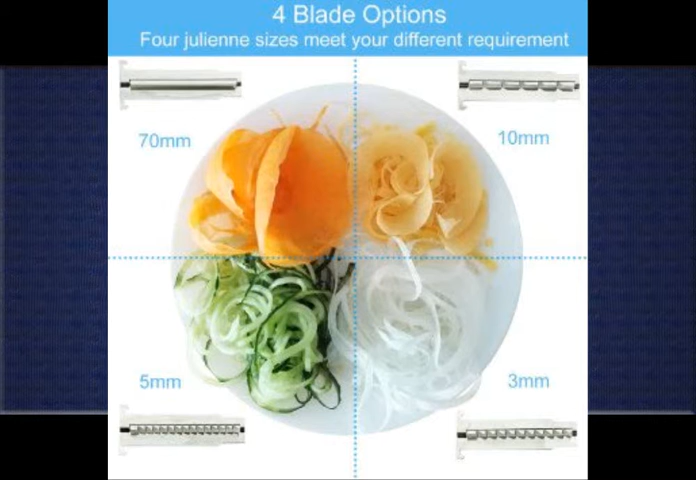 4 Blade Options
Four julienne sizes meet your different requirement
70mm
10mm
5mm
3mm